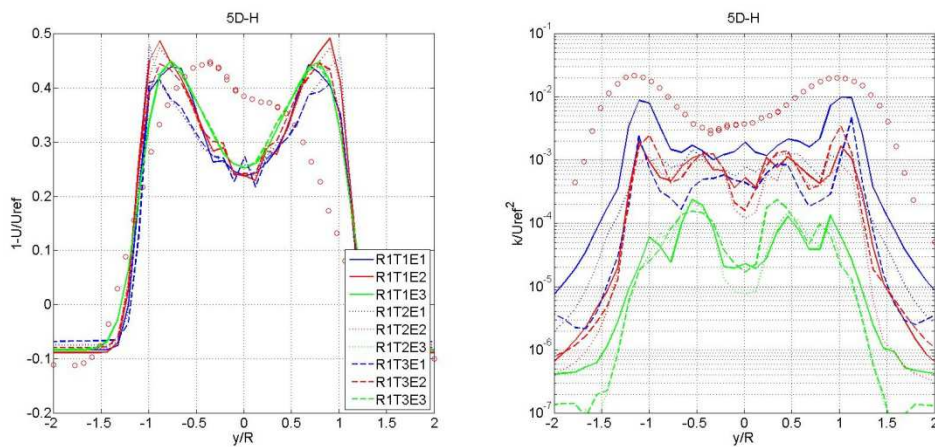 5D-H
0.5
0.4
0.3
0.2
0.1
0
-0.1
-0.2
1-U/Uref
-2
-1.5
-1
-0.5
0
0.5
1
1.5
2
y/R
R1T1E1
R1T1E2
R1T1E3
R1T2E1
R1T2E2
R1T2E3
R1T3E1
R1T3E2
R1T3E3
5D-H
10-1
10-2
10-3
10-4
10-5
10-6
10-7
k/Uref2
-2
-1.5
-1
-0.5
0
0.5
1
1.5
2
y/R